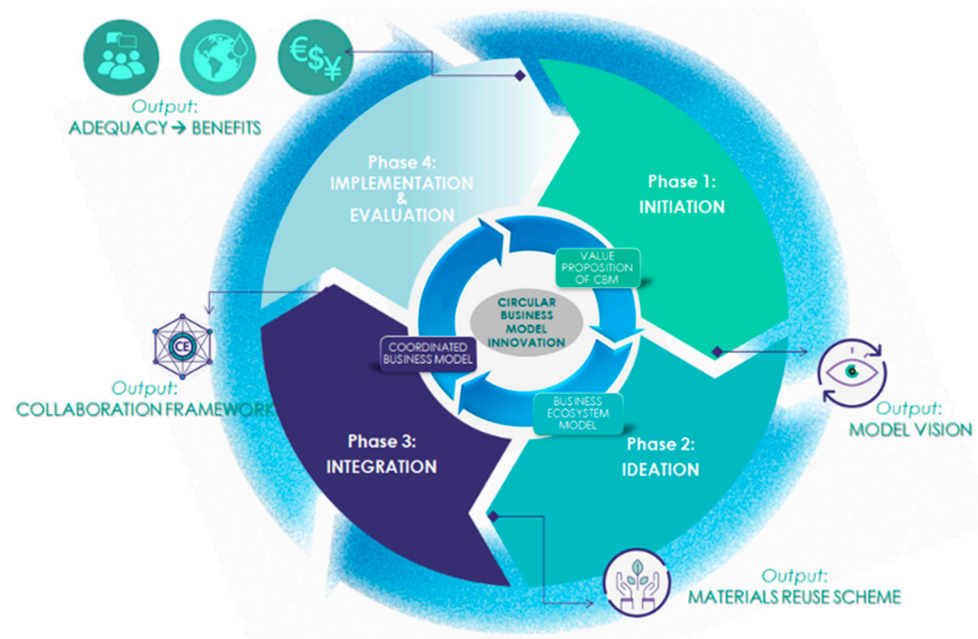 €$¥
Output:
ADEQUACY → BENEFITS
Phase 4:
IMPLEMENTATION
&
EVALUATION
Phase 1:
INITIATION
VALUE
PROPOSITION
OF CBM
CIRCULAR
BUSINESS
MODEL
INNOVATION
COORDINATED
BUSINESS MODEL
BUSINESS
ECOSYSTEM
MODEL
CE
Output:
COLLABORATION FRAMEWORK
Output:
MODEL VISION
Phase 3:
INTEGRATION
Phase 2:
IDEATION
Output:
MATERIALS REUSE SCHEME